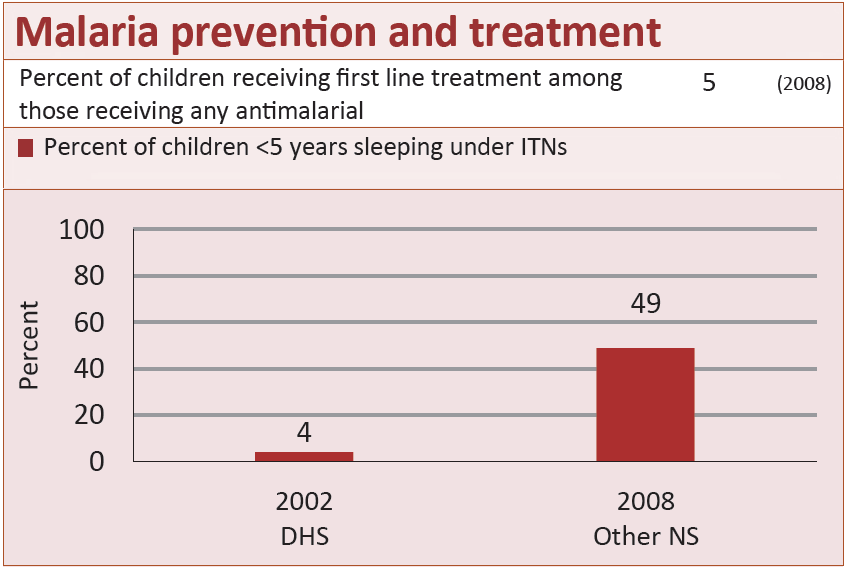 Malaria prevention and treatment
Percent of children receiving first line treatment among 5 (2008)
those receiving any antimalarial
Percent of children <5 years sleeping under ITNs
100
80
60
40
20
0
Percent
4
49
2002
DHS
2008
Other NS